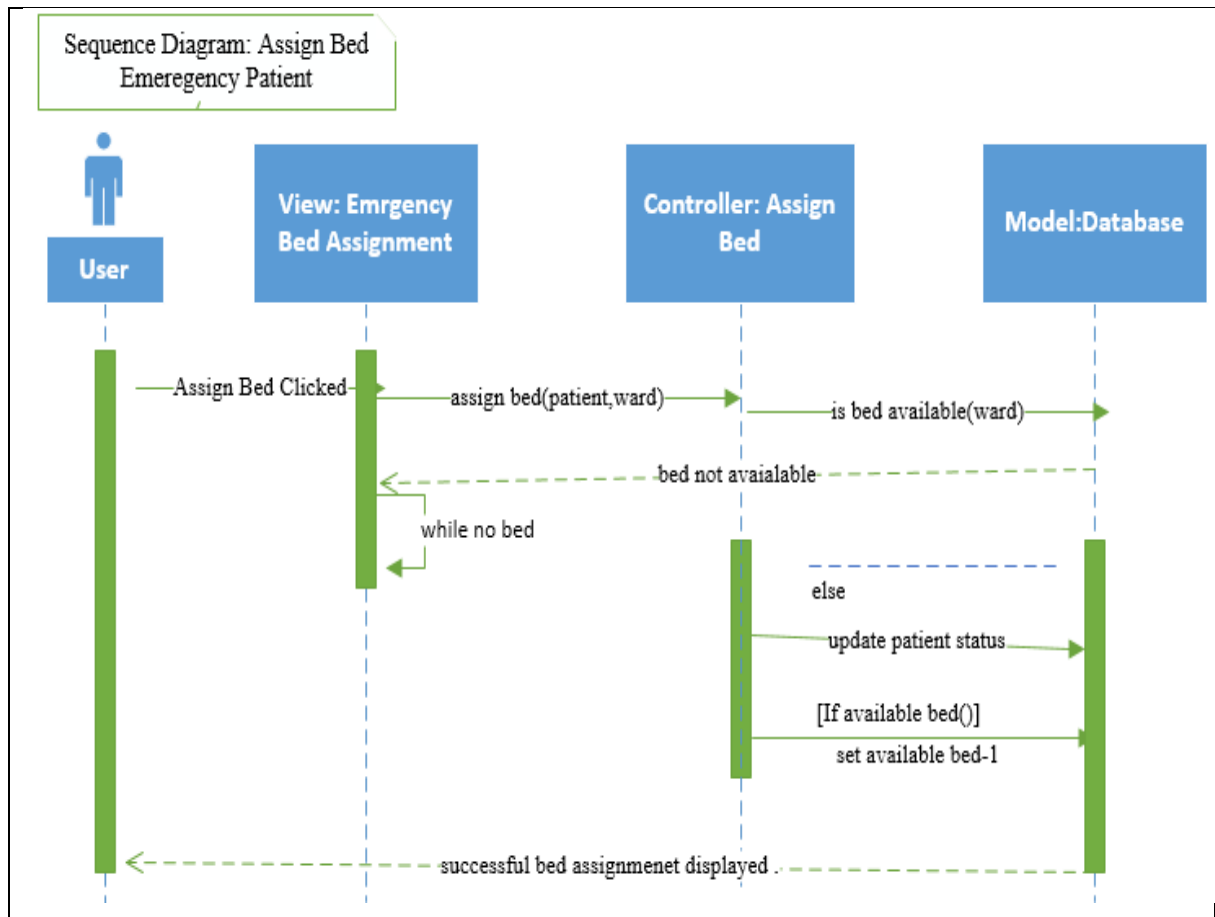 Sequence Diagram: Assign Bed
Emeregency Patient
User
View: Emrgency
Bed Assignment
Controller: Assign
Bed
Model:Database
Assign Bed Clicked
assign bed(patient,ward)
is bed available(ward)
bed not avaialable
while no bed
else
update patient status
[If available bed()]
set available bed-1
successful bed assignmenet displayed .